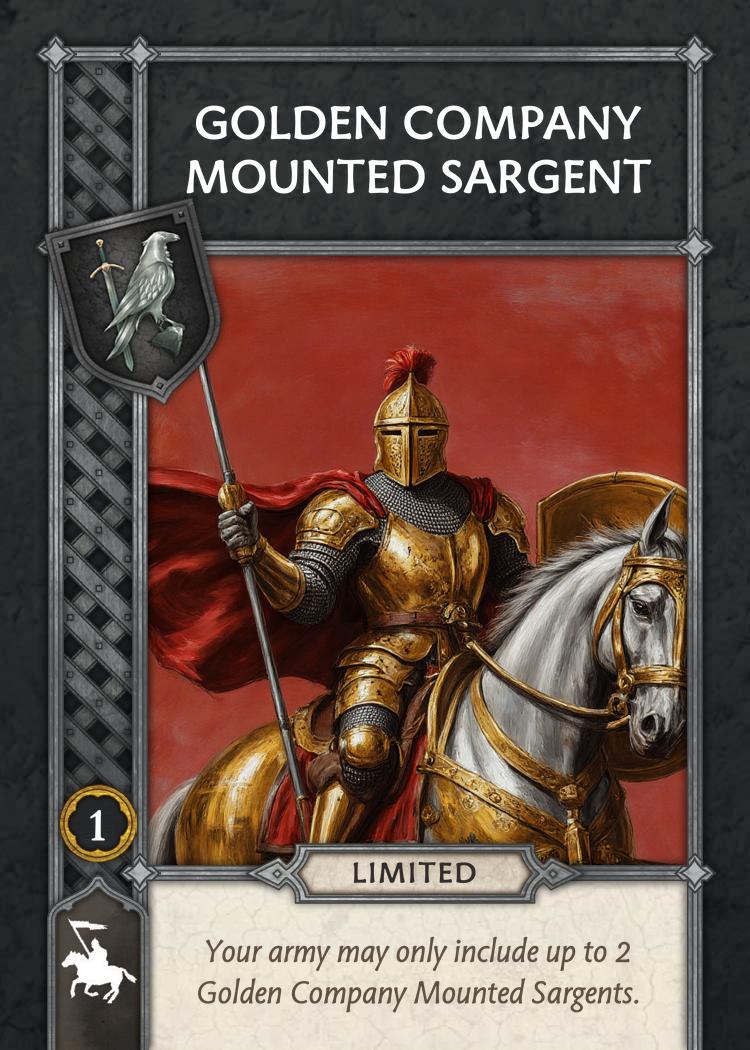 GOLDEN COMPANY
MOUNTED SARGENT
1
LIMITED
Your army may only include up to 2
Golden Company Mounted Sargents.